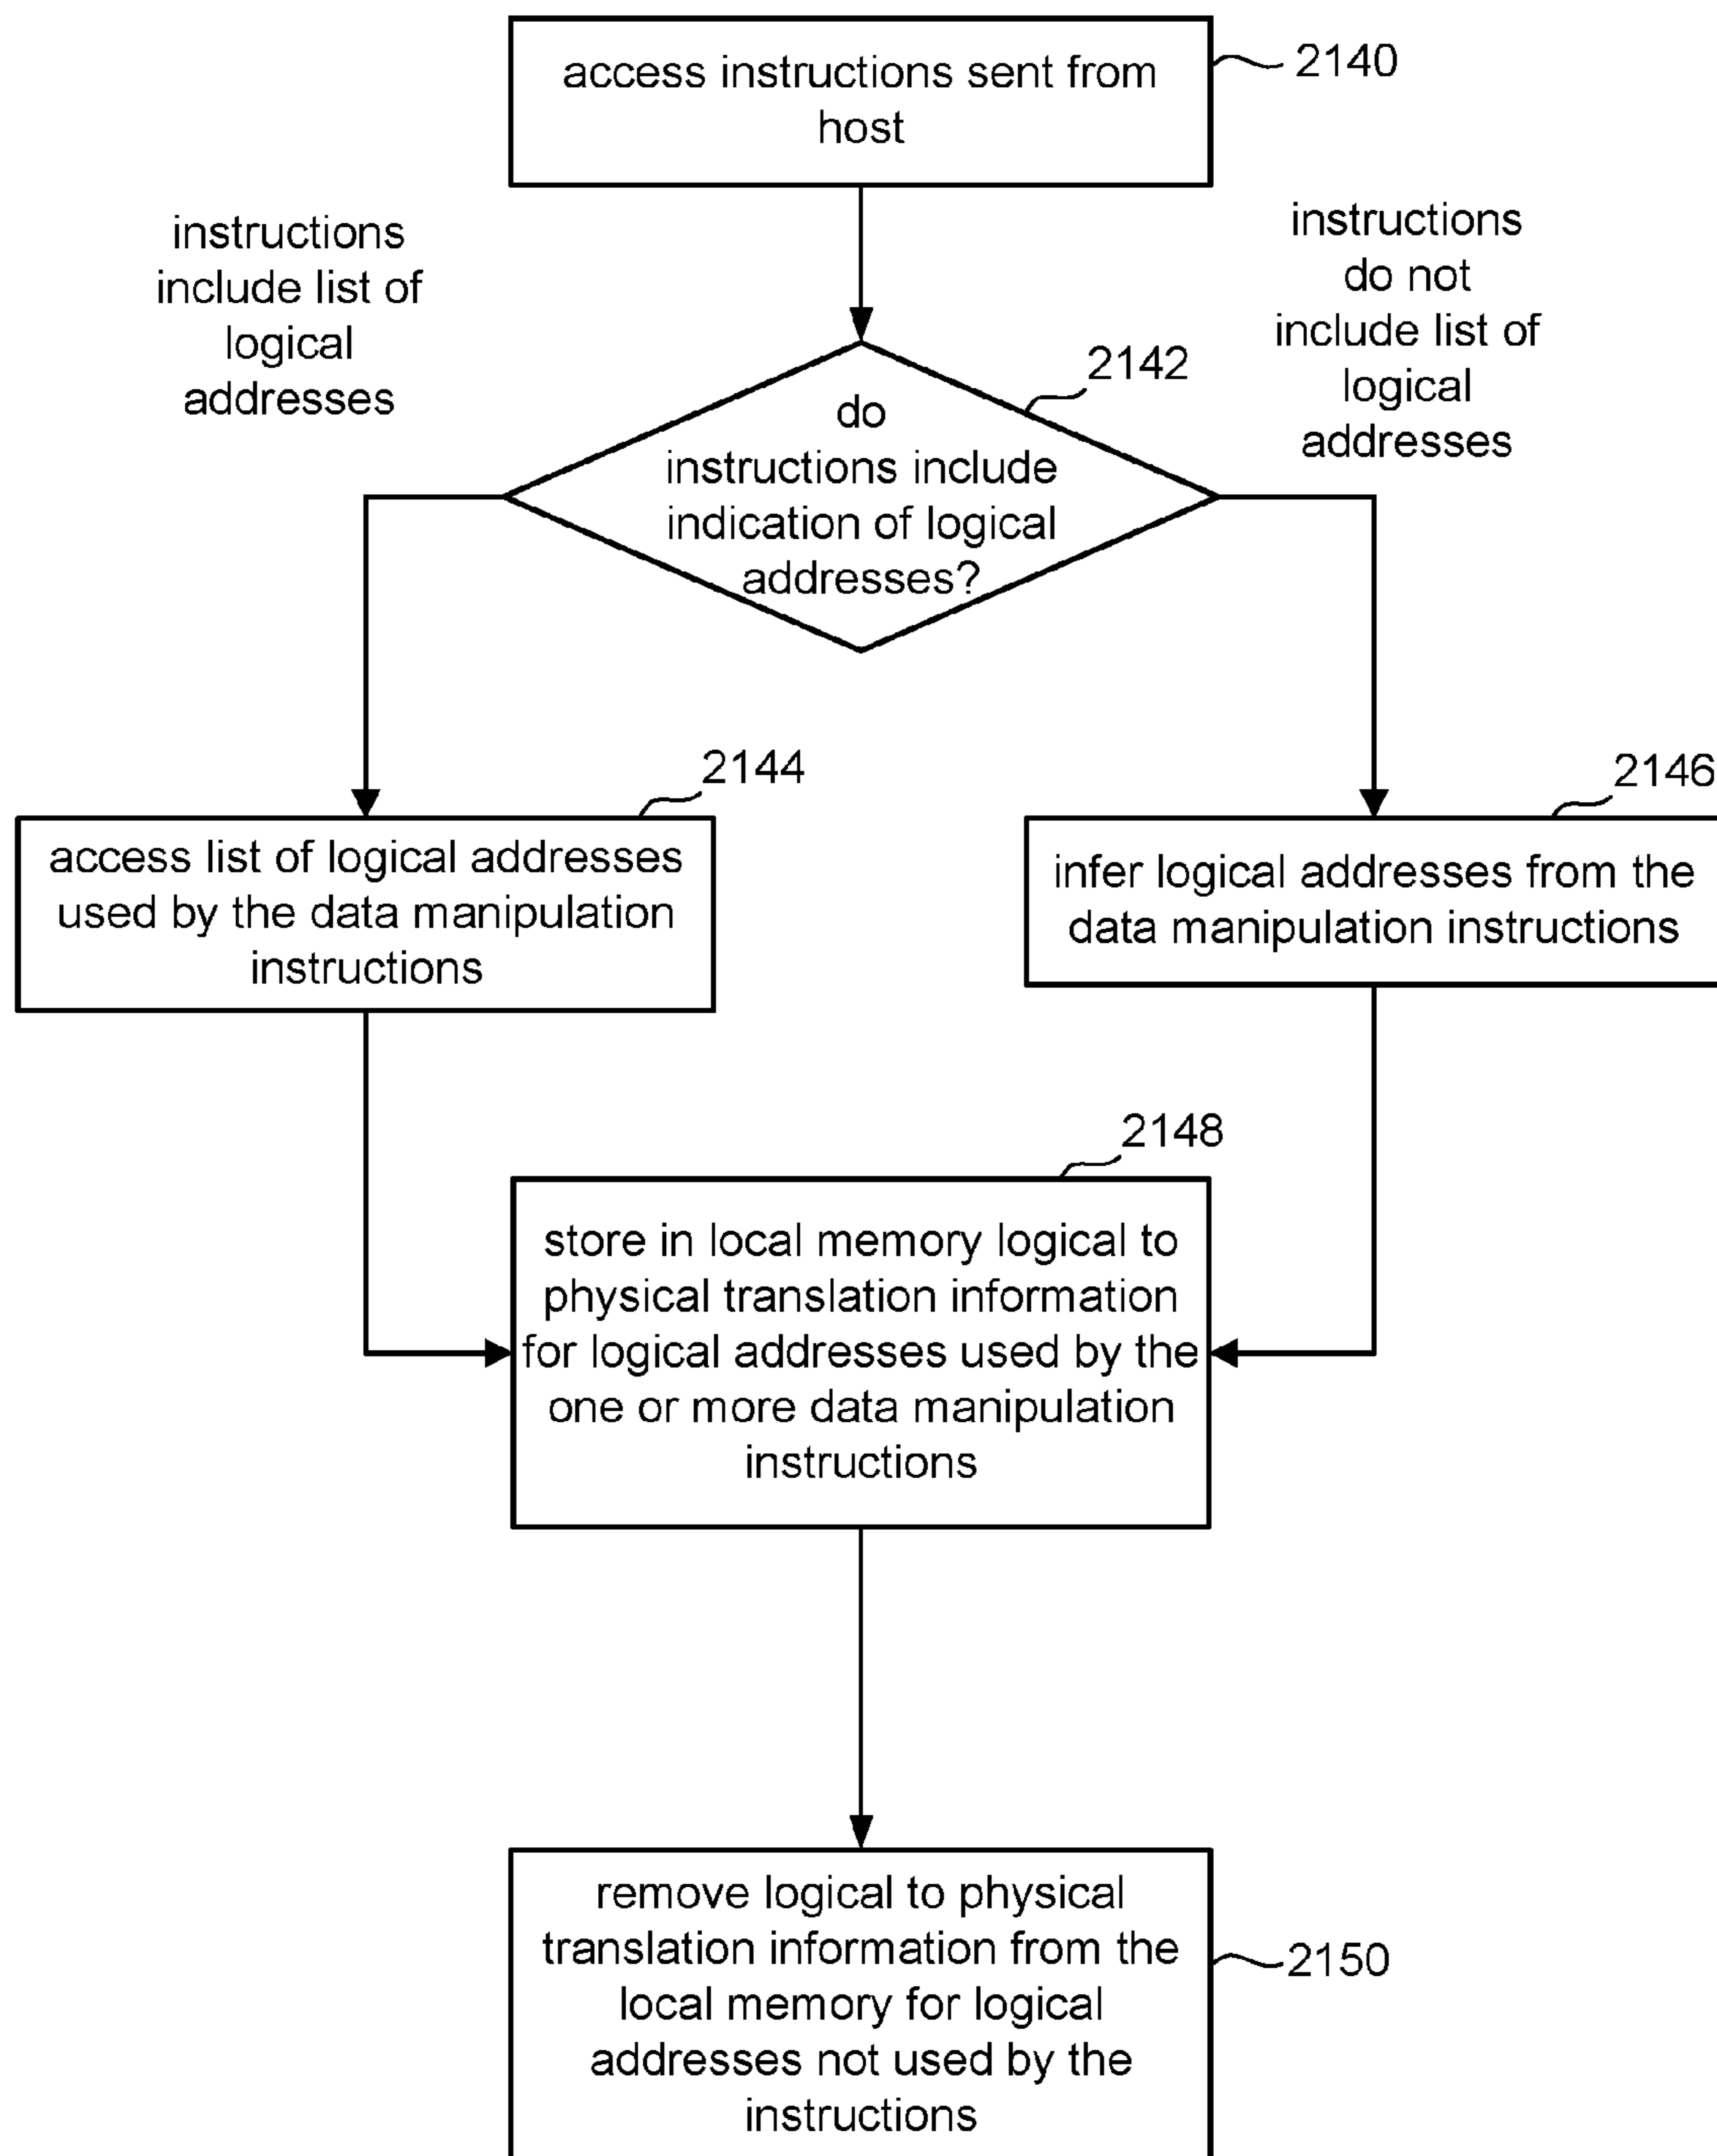 access instructions sent from
host
2140
instructions
include list of
logical
addresses
instructions
do not
include list of
logical
addresses
2142
do
instructions include
indication of logical
addresses?
2144
access list of logical addresses
used by the data manipulation
instructions
2146
infer logical addresses from the
data manipulation instructions
2148
store in local memory logical to
physical translation information
for logical addresses used by the
one or more data manipulation
instructions
remove logical to physical
translation information from the
local memory for logical
addresses not used by the
instructions
2150